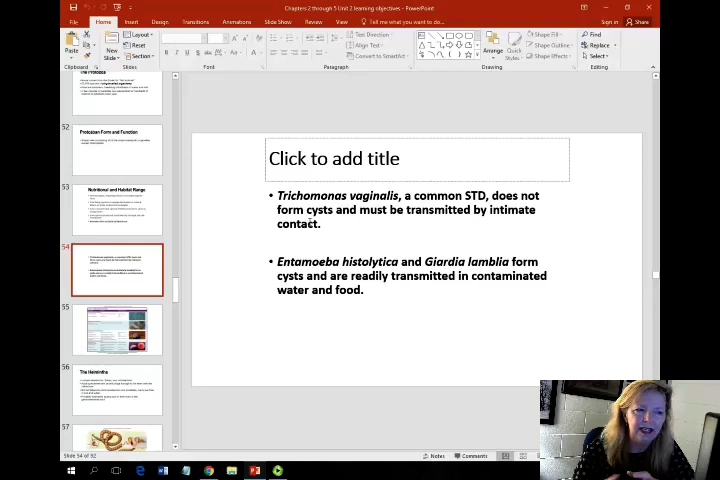 Chapters 2 through 5 Unit 2 learning objectives - PowerPoint
File Home Insert Design Transitions Animations Slide Show Review View Tell me what you want to do... Sign in Share
Paste
New Slide
Layout
Reset
Section
Text Direction
Align Text
Convert to SmartArt
Arrange
Quick Styles
Shape Fill
Shape Outline
Shape Effects
Find
Replace
Select
Clipboard Slides Font Paragraph Drawing Editing
The Protozoa
52
Protozoan Form and Function
53
Nutritional and Habitat Range
54
55
56
The Helminths
57
Click to add title
• Trichomonas vaginalis, a common STD, does not
form cysts and must be transmitted by intimate
contact.
• Entamoeba histolytica and Giardia lamblia form
cysts and are readily transmitted in contaminated
water and food.
Slide 54 of 92
Notes Comments